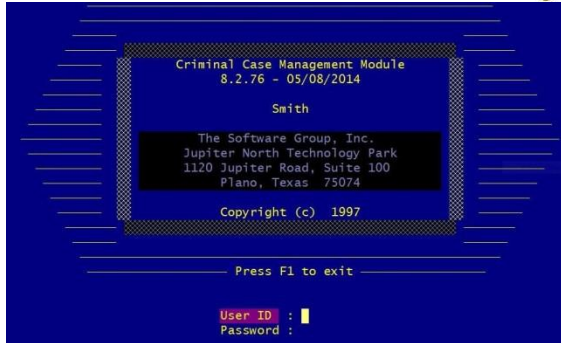 Criminal Case Management Module
8.2.76 - 05/08/2014
Smith
The Software Group, Inc.
Jupiter North Technology Park
1120 Jupiter Road, Suite 100
Plano, Texas 75074
Copyright (c) 1997
Press F1 to exit
User ID :
Password :